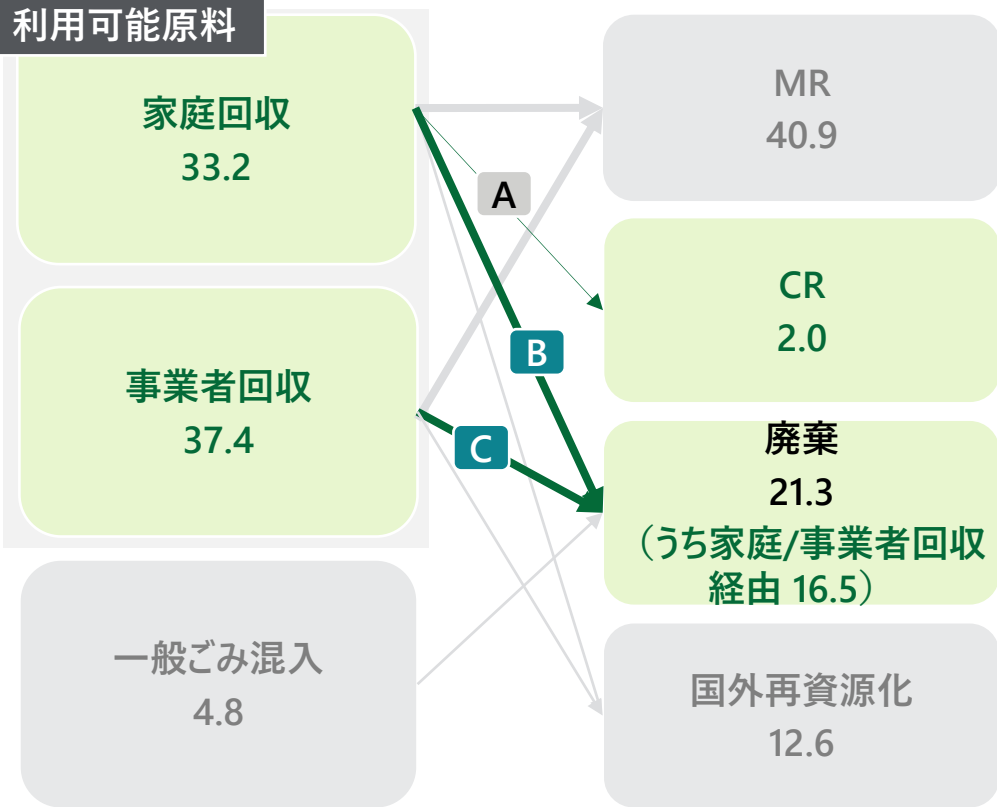 利用可能原料
家庭回収
33.2
事業者回収
37.4
一般ごみ混入
4.8
A
B
C
MR
40.9
CR
2.0
廃棄
21.3
（うち家庭/事業者回収
経由 16.5）
国外再資源化
12.6